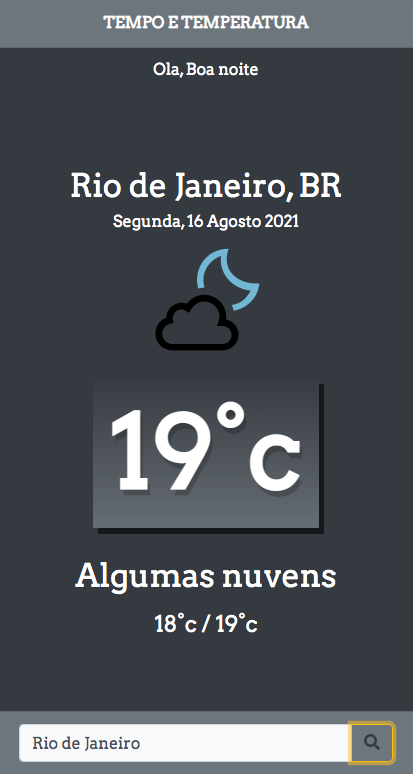 TEMPO E TEMPERATURA
Ola, Boa noite
Rio de Janeiro, BR
Segunda, 16 Agosto 2021
19°c
Algumas nuvens
18°c / 19°c
Rio de Janeiro